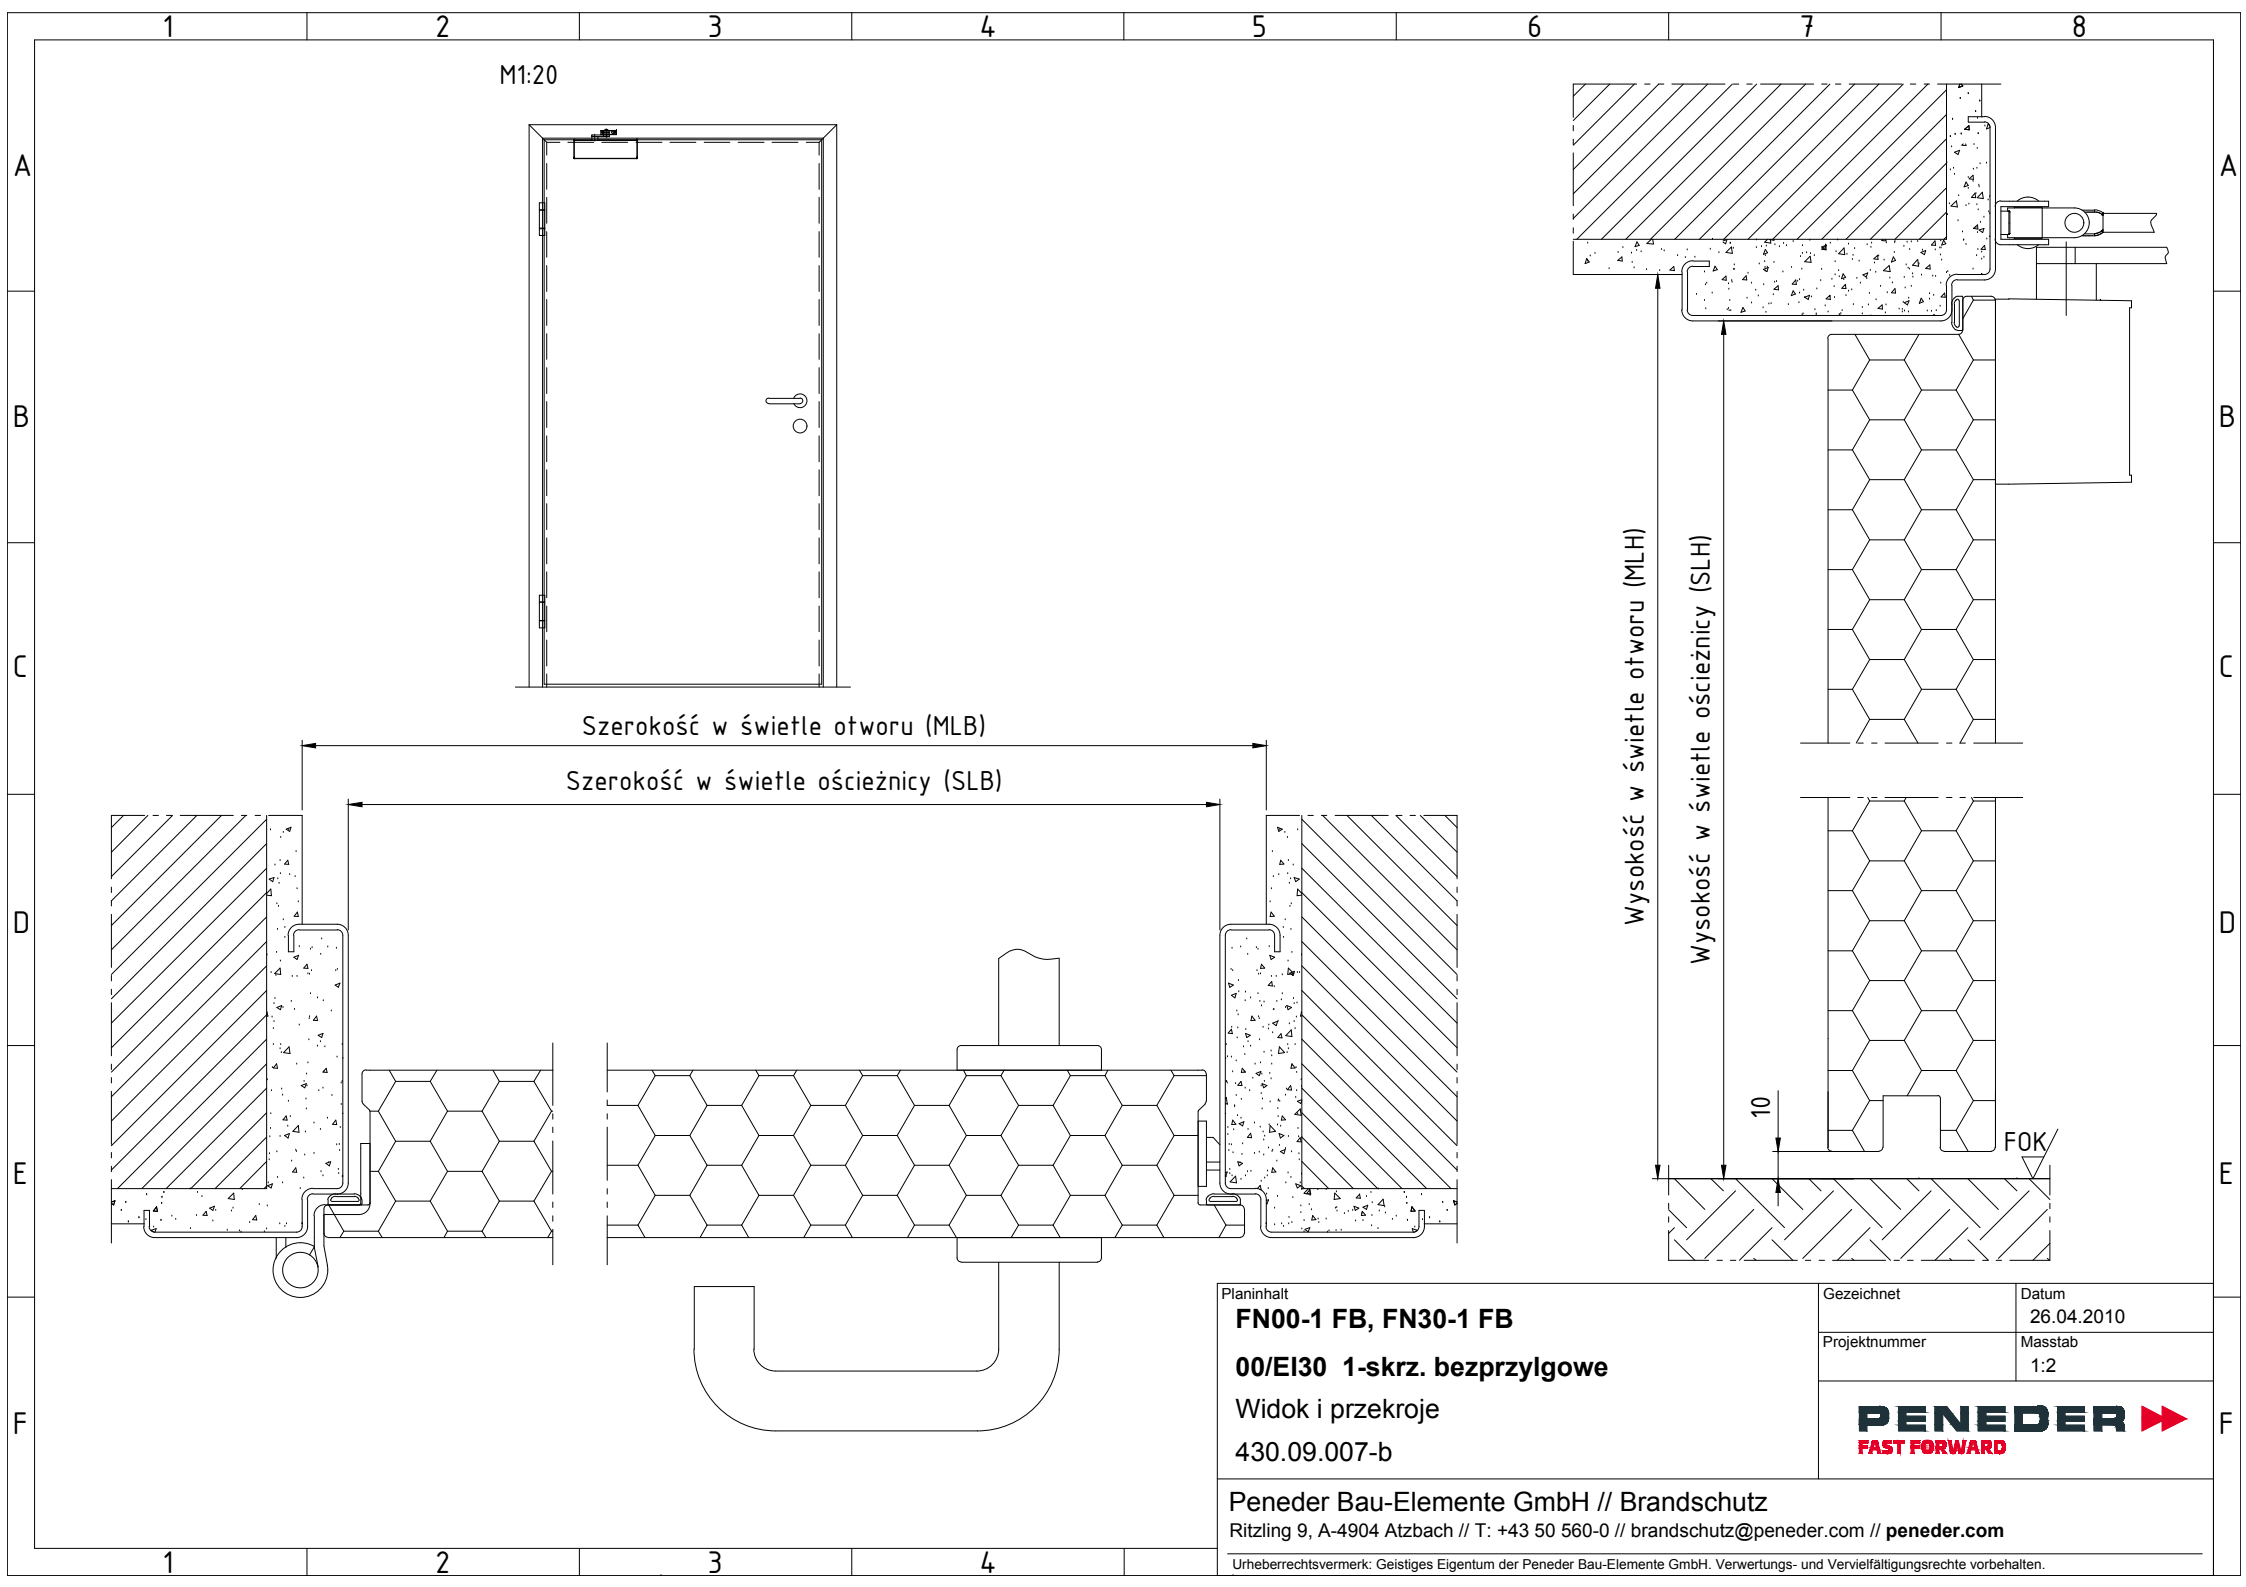 1 2 3 4 5 6 7 8
M1:20
A A
B B
C C
D D
E E
F F
Szerokość w świetle otworu (MLB)
Szerokość w świetle ościeżnicy (SLB)
Wysokość w świetle otworu (MLH)
Wysokość w świetle ościeżnicy (SLH)
10
FOK
Planinhalt
FN00-1 FB, FN30-1 FB
00/EI30 1-skrz. bezprzylgowe
Widok i przekroje
430.09.007-b
Gezeichnet
Datum
26.04.2010
Projektnummer
Masstab
1:2
PENEDER
FAST FORWARD
Peneder Bau-Elemente GmbH // Brandschutz
Ritzling 9, A-4904 Atzbach // T: +43 50 560-0 // brandschutz@peneder.com // peneder.com
Urheberrechtsvermerk: Geistiges Eigentum der Peneder Bau-Elemente GmbH. Verwertungs- und Vervielfältigungsrechte vorbehalten.
1 2 3 4